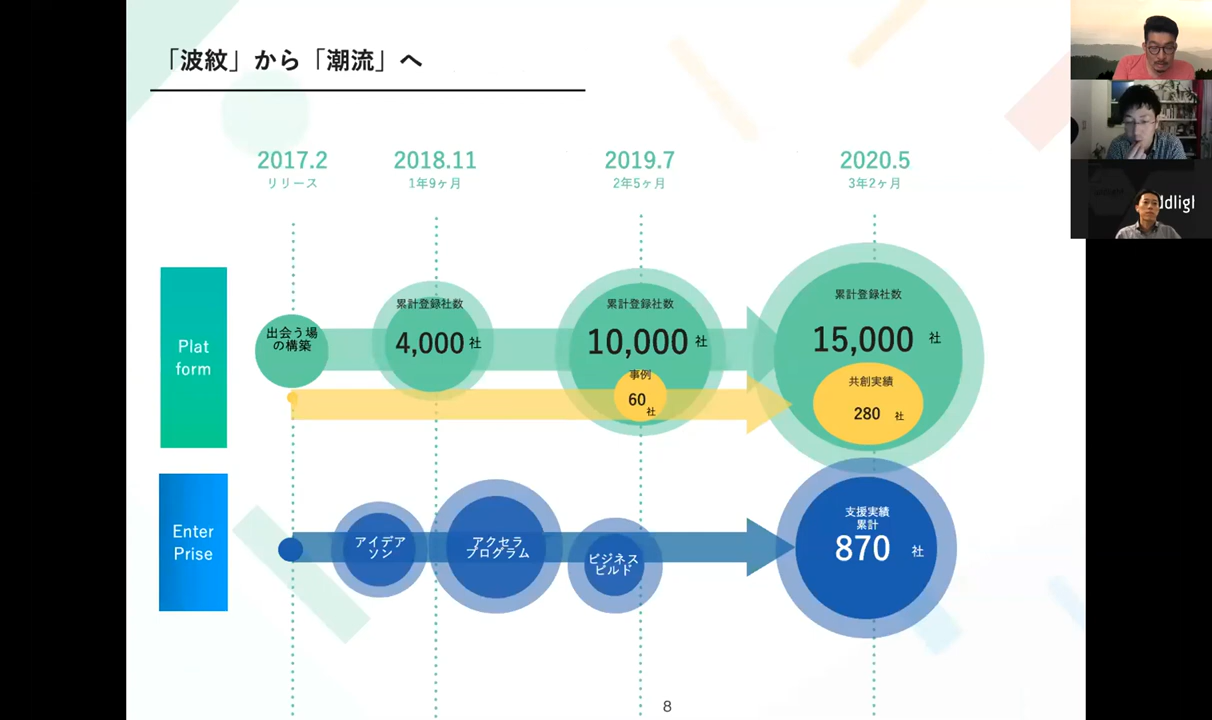 「波紋」から「潮流」へ
2017.2
リリース
2018.11
1年9ヶ月
2019.7
2年5ヶ月
2020.5
3年2ヶ月
Plat
form
出会う場
の構築
累計登録社数
4,000 社
累計登録社数
10,000 社
事例
60
社
累計登録社数
15,000 社
共創実績
280 社
Enter
Prise
アイデア
ソン
アクセラ
プログラム
ビジネス
ビルド
支援実績
累計
870 社
8